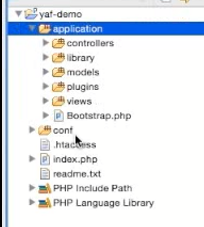 yaf-demo
application
controllers
library
models
plugins
views
Bootstrap.php
conf
.htaccess
index.php
readme.txt
PHP Include Path
PHP Language Library